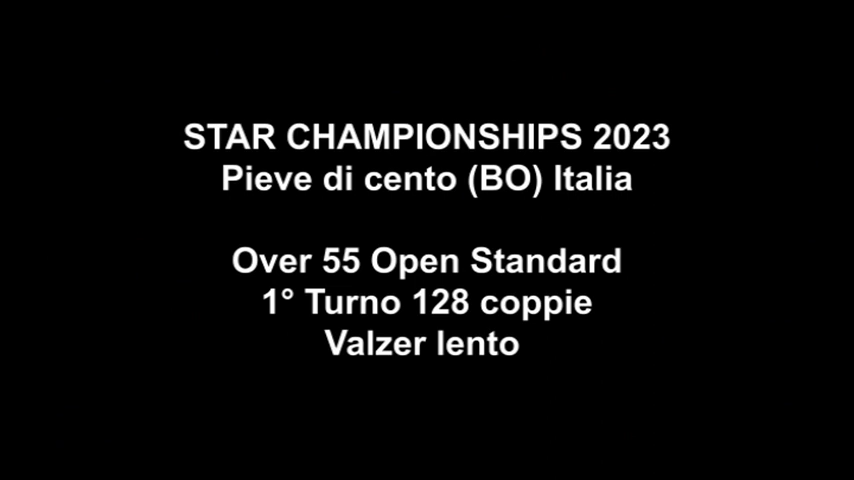 STAR CHAMPIONSHIPS 2023
Pieve di cento (BO) Italia
Over 55 Open Standard
1° Turno 128 coppie
Valzer lento